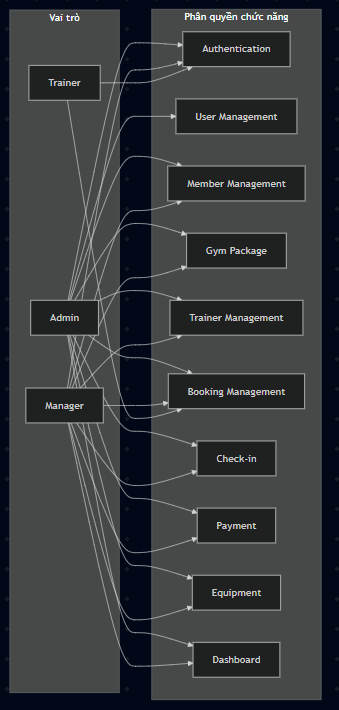 Vai trò
Phân quyền chức năng
Trainer
Admin
Manager
Authentication
User Management
Member Management
Gym Package
Trainer Management
Booking Management
Check-in
Payment
Equipment
Dashboard